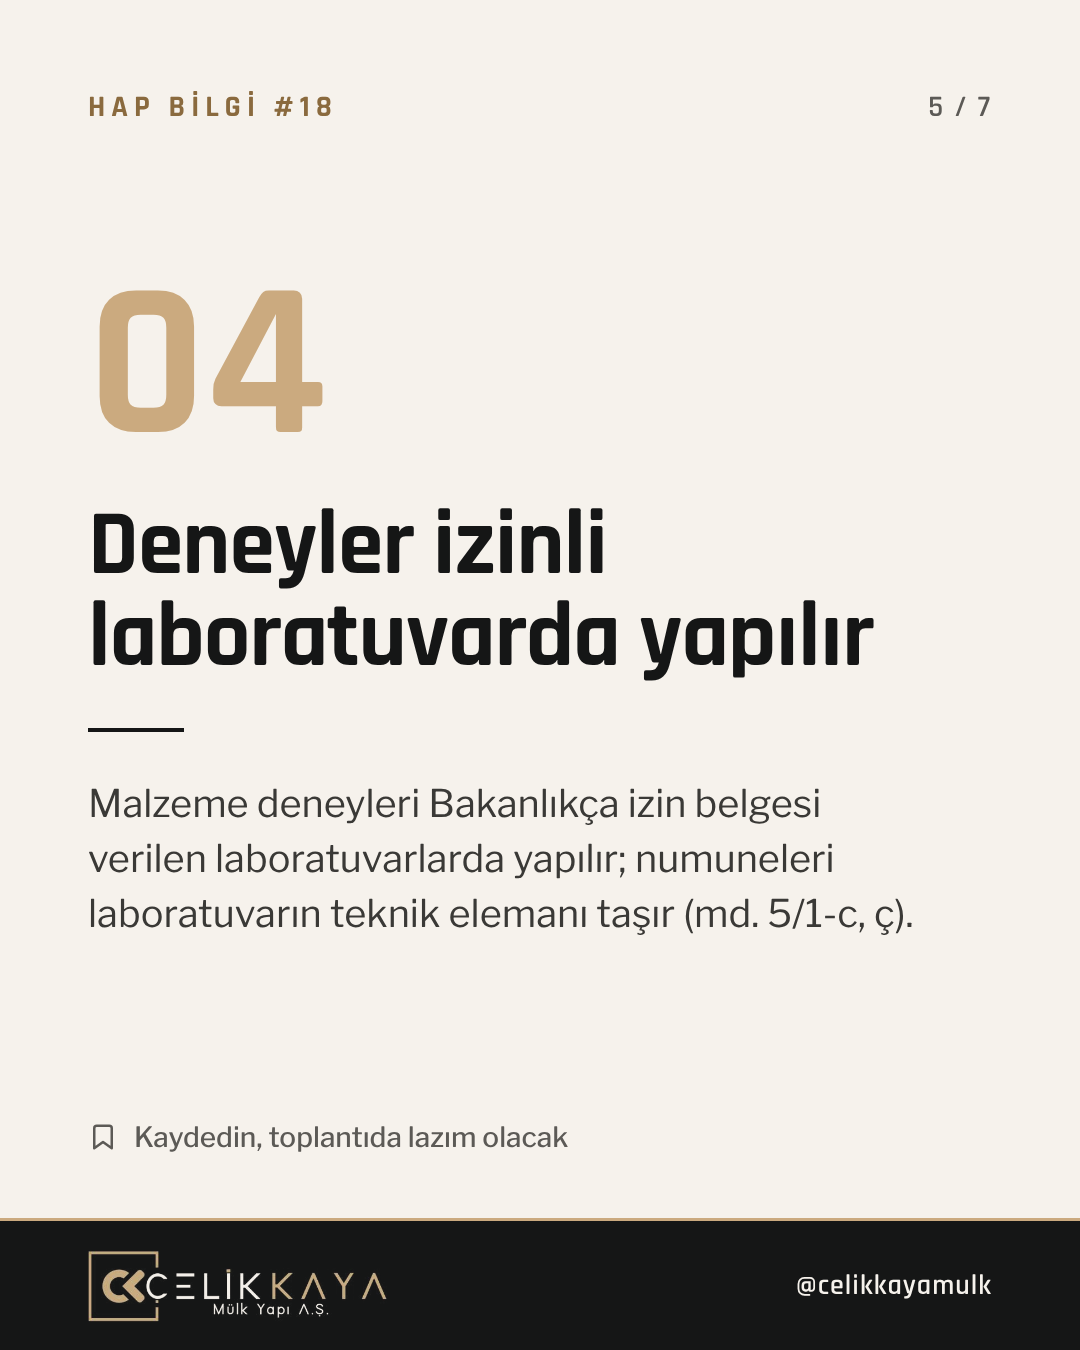 HAP BİLGİ #18
5 / 7
04
Deneyler izinli
laboratuvarda yapılır
Malzeme deneyleri Bakanlıkça izin belgesi
verilen laboratuvarlarda yapılır; numuneleri
laboratuvarın teknik elemanı taşır (md. 5/1-c, ç).
Kaydedin, toplantıda lazım olacak
ÇELİKKAYA
Mülk Yapı A.Ş.
@celikkayamulk